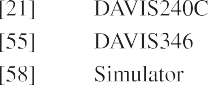 [21] DAVIS240C
[55] DAVIS346
[58] Simulator